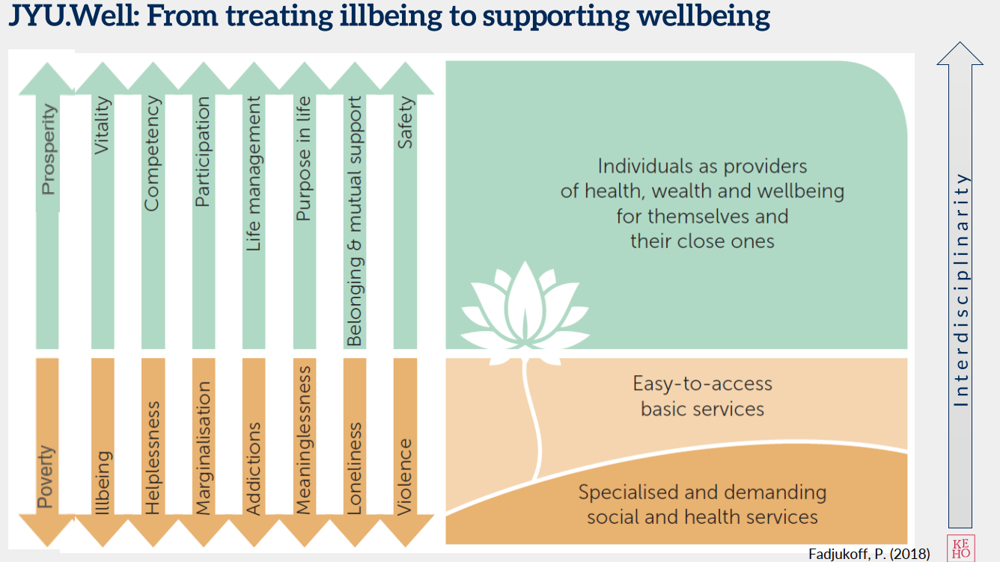 JYU.Well: From treating illbeing to supporting wellbeing
Prosperity
Vitality
Competency
Participation
Life management
Purpose in life
Belonging & mutual support
Safety
Poverty
Illbeing
Helplessness
Marginalisation
Addictions
Meaninglessness
Loneliness
Violence
Individuals as providers
of health, wealth and wellbeing
for themselves and
their close ones
Easy-to-access
basic services
Specialised and demanding
social and health services
Interdisciplinarity
Fadjukoff, P. (2018)
KE
HO